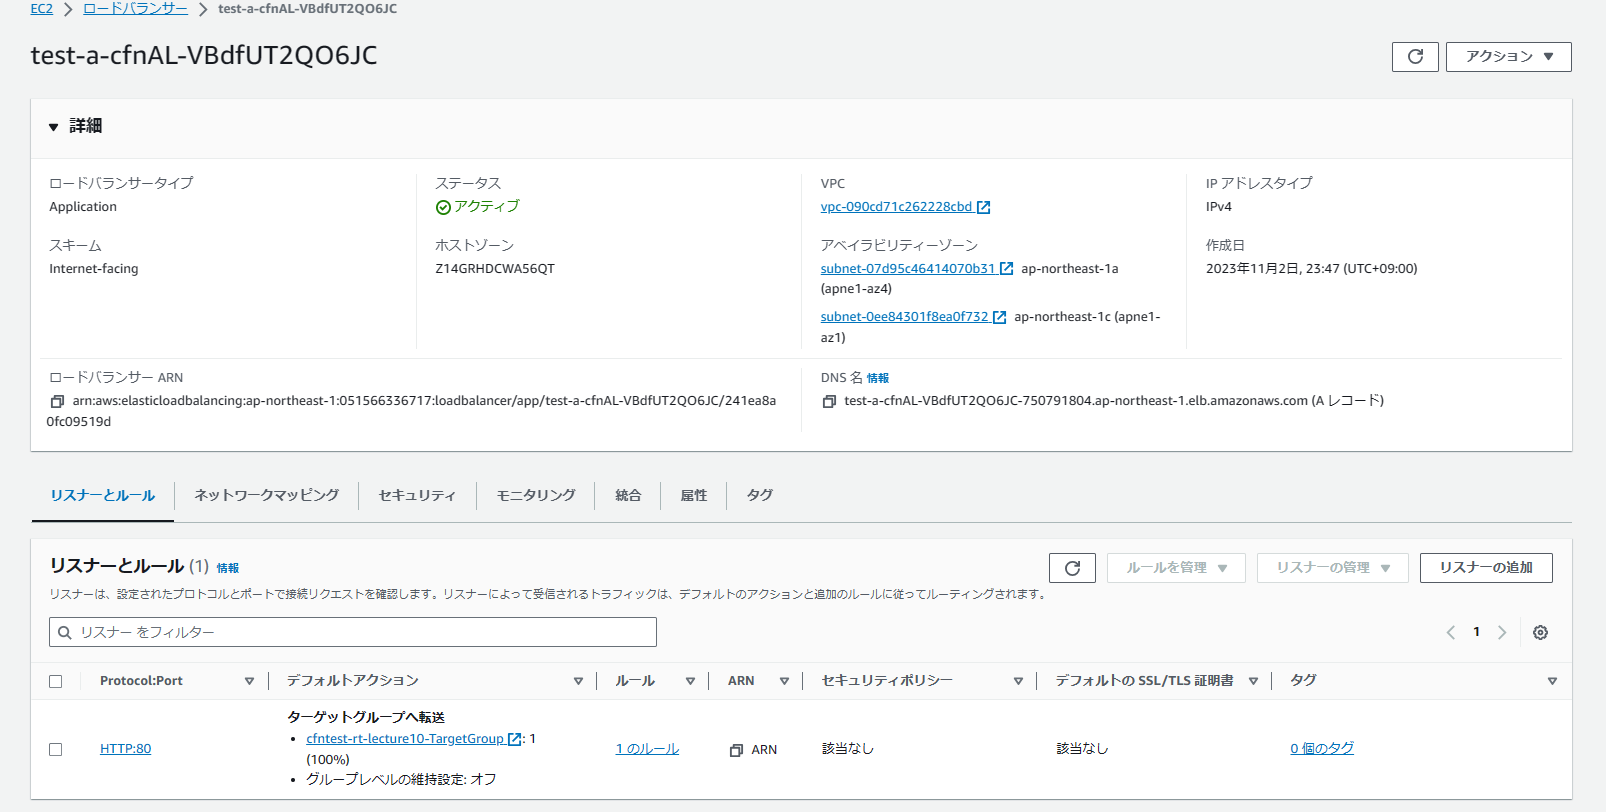 EC2 > ロードバランサー > test-a-cfnAL-VBdfUT2QO6JC
test-a-cfnAL-VBdfUT2QO6JC
アクション
詳細
ロードバランサータイプ
Application
ステータス
アクティブ
VPC
vpc-090cd71c262228cbd
IP アドレスタイプ
IPv4
スキーム
Internet-facing
ホストゾーン
Z14GRHDCWA56QT
アベイラビリティーゾーン
subnet-07d95c46414070b31 ap-northeast-1a
(apne1-az4)
subnet-0ee84301f8ea0f732 ap-northeast-1c (apne1-
az1)
作成日
2023年11月2日, 23:47 (UTC+09:00)
ロードバランサー ARN
arn:aws:elasticloadbalancing:ap-northeast-1:051566336717:loadbalancer/app/test-a-cfnAL-VBdfUT2QO6JC/241ea8a
0fc09519d
DNS 名 情報
test-a-cfnAL-VBdfUT2QO6JC-750791804.ap-northeast-1.elb.amazonaws.com (A レコード)
リスナーとルール ネットワークマッピング セキュリティ モニタリング 統合 属性 タグ
リスナーとルール (1) 情報
ルールを管理 リスナーの管理 リスナーの追加
リスナーは、設定されたプロトコルとポートで接続リクエストを確認します。リスナーによって受信されるトラフィックは、デフォルトのアクションと追加のルールに従ってルーティングされます。
リスナー をフィルター
1
Protocol:Port デフォルトアクション ルール ARN セキュリティポリシー デフォルトの SSL/TLS 証明書 タグ
HTTP:80
ターゲットグループへ転送
• cfntest-rt-lecture10-TargetGroup : 1
(100%)
• グループレベルの維持設定: オフ
1 のルール
ARN
該当なし
該当なし
0 個のタグ